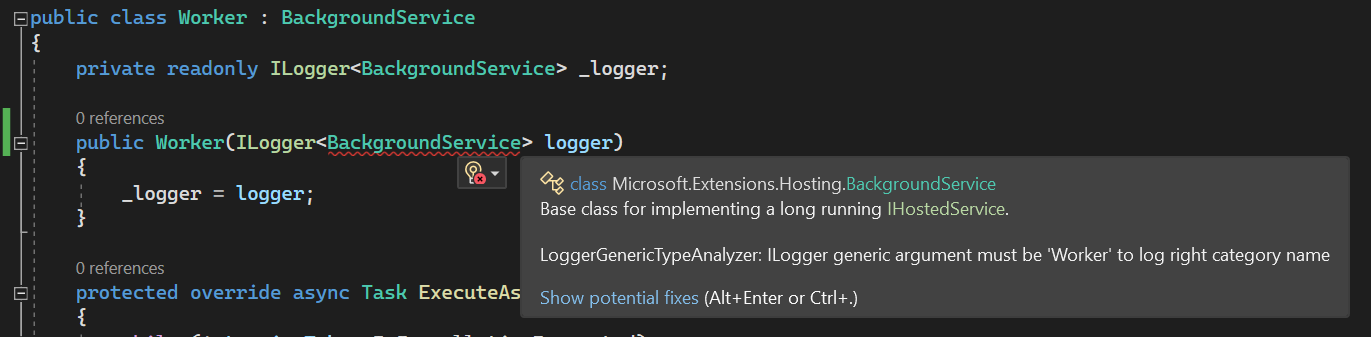 public class Worker : BackgroundService
{
private readonly ILogger<BackgroundService> _logger;
0 references
public Worker(ILogger<BackgroundService> logger)
{
_logger = logger;
}
class Microsoft.Extensions.Hosting.BackgroundService
Base class for implementing a long running IHostedService.
LoggerGenericTypeAnalyzer: ILogger generic argument must be 'Worker' to log right category name
Show potential fixes (Alt+Enter or Ctrl+.)
0 references
protected override async Task ExecuteAs
{